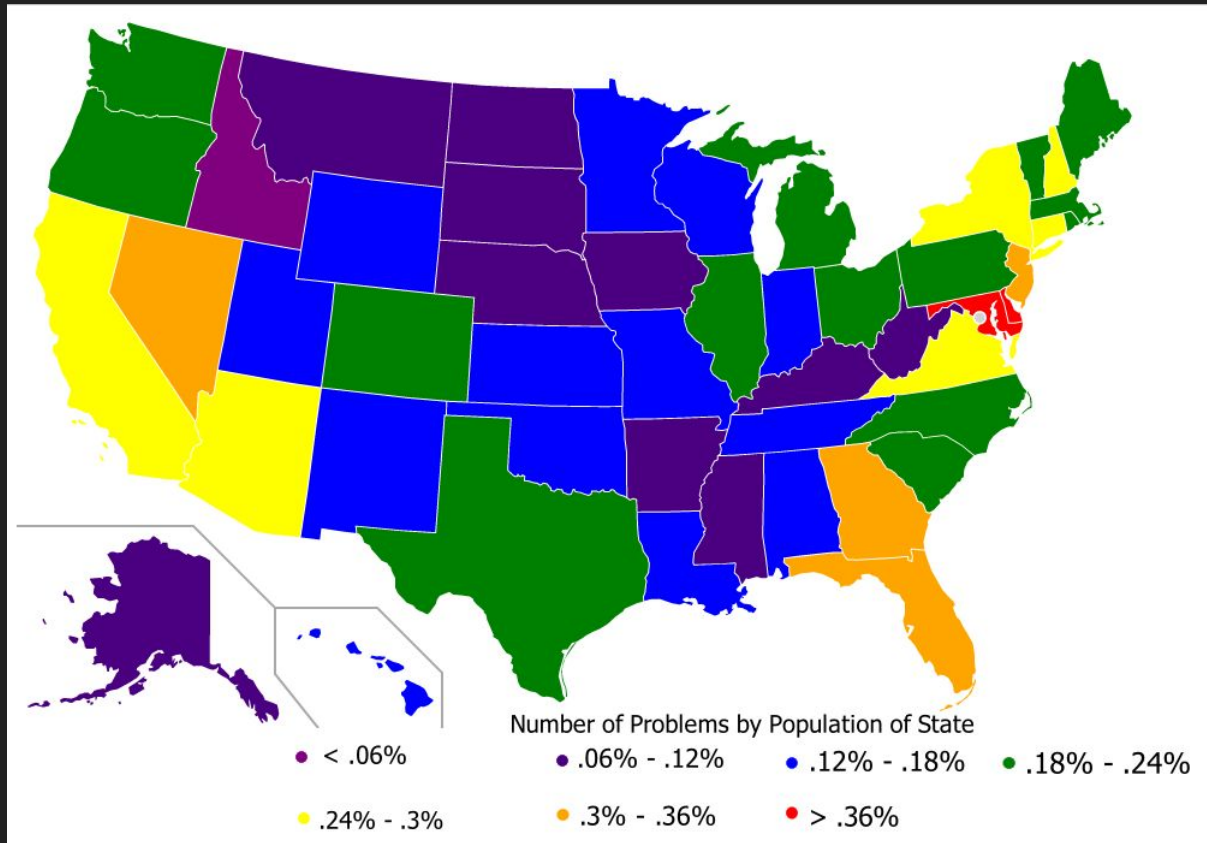 Number of Problems by Population of State
< .06%
.06% - .12%
.12% - .18%
.18% - .24%
.24% - .3%
.3% - .36%
> .36%